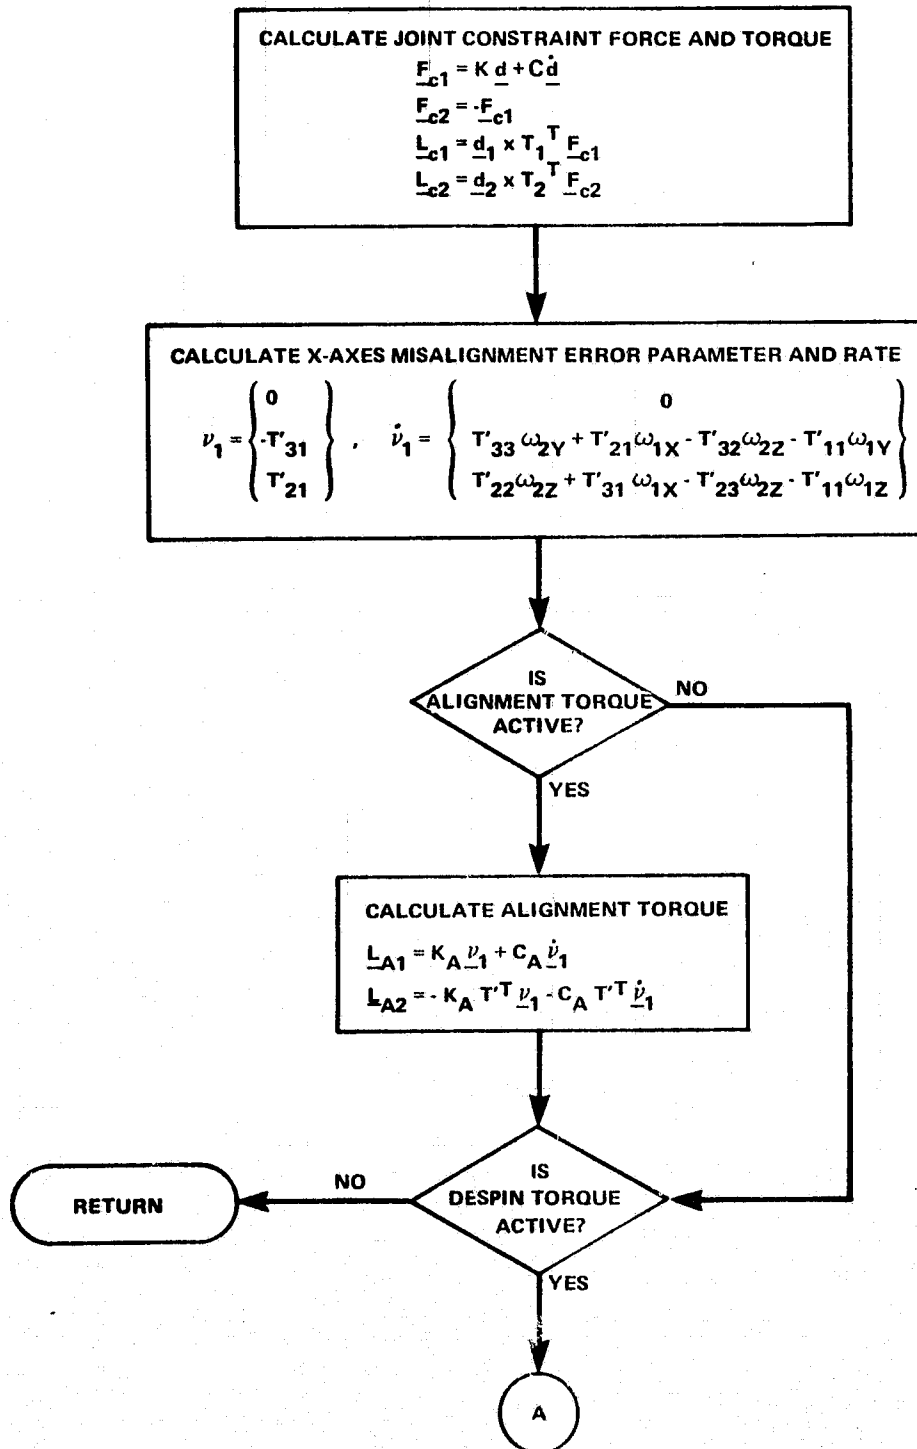 CALCULATE JOINT CONSTRAINT FORCE AND TORQUE
F_c1 = K d + C ḋ
F_c2 = -F_c1
L_c1 = d_1 x T_1^T F_c1
L_c2 = d_2 x T_2^T F_c2
CALCULATE X-AXES MISALIGNMENT ERROR PARAMETER AND RATE
ν_1 = { 0 -T'_31 T'_21 } , ν̇_1 = { 0
T'_33 ω_2Y + T'_21 ω_1X - T'_32 ω_2Z - T'_11 ω_1Y
T'_22 ω_2Z + T'_31 ω_1X - T'_23 ω_2Z - T'_11 ω_1Z }
IS
ALIGNMENT TORQUE
ACTIVE?
NO
YES
CALCULATE ALIGNMENT TORQUE
L_A1 = K_A ν_1 + C_A ν̇_1
L_A2 = - K_A T'^T ν_1 - C_A T'^T ν̇_1
IS
DESPIN TORQUE
ACTIVE?
NO
RETURN
YES
A